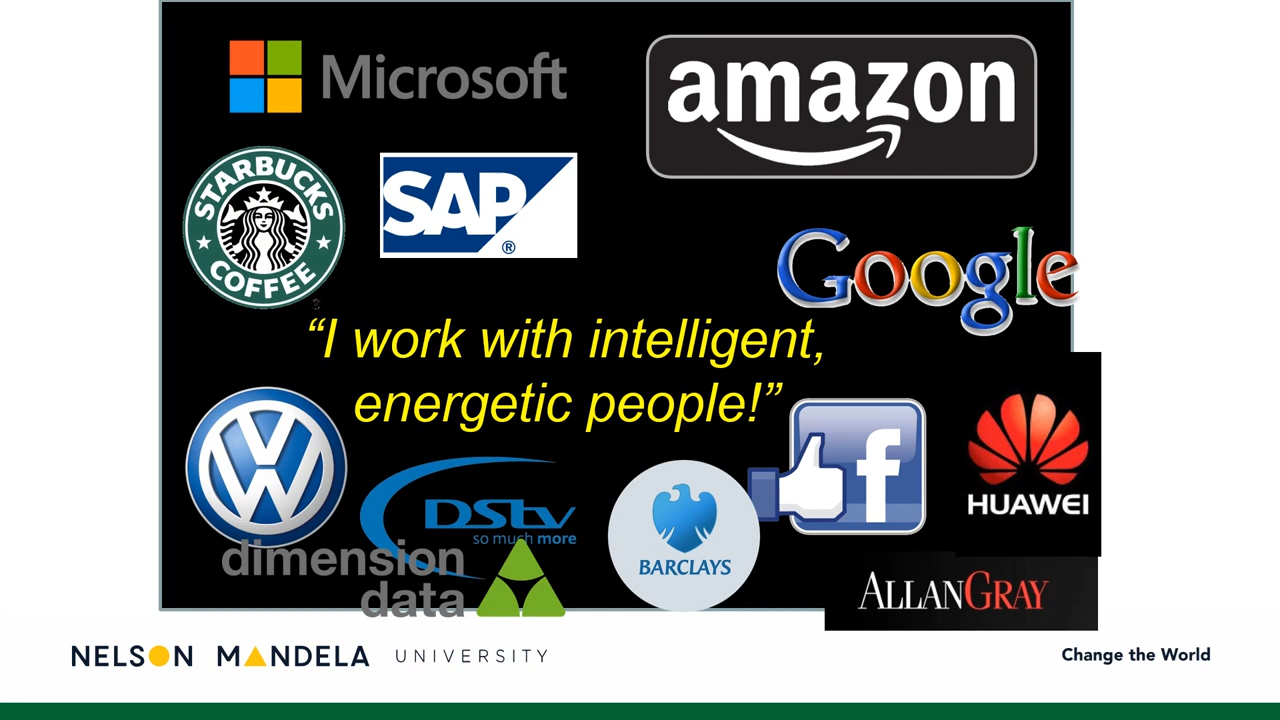 Microsoft
amazon
STARBUCKS
COFFEE
SAP
®
Google
“I work with intelligent,
energetic people!”
f
HUAWEI
DStv
so much more
BARCLAYS
dimension
data
ALLANGRAY
NELSON MANDELA UNIVERSITY
Change the World